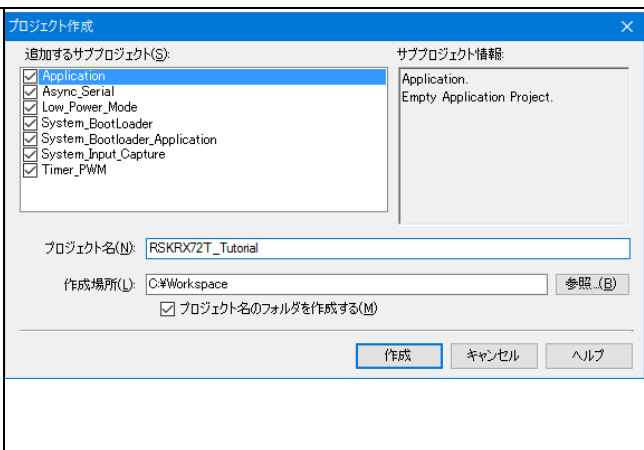 プロジェクト作成
追加するサブプロジェクト(S):
Application
Async_Serial
Low_Power_Mode
System_BootLoader
System_Bootloader_Application
System_Input_Capture
Timer_PWM
サブプロジェクト情報:
Application.
Empty Application Project.
プロジェクト名(N): RSKRX72T_Tutorial
作成場所(L): C:¥Workspace 参照...(B)
プロジェクト名のフォルダを作成する(M)
作成 キャンセル ヘルプ